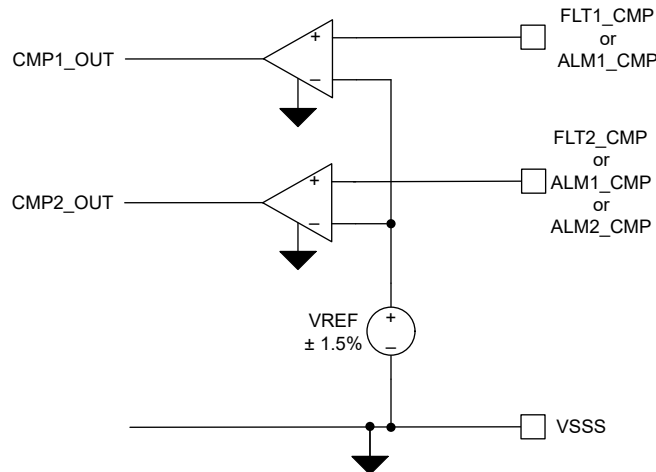 FLT1_CMP
or
ALM1_CMP
CMP1_OUT
+
–
FLT2_CMP
or
ALM1_CMP
or
ALM2_CMP
CMP2_OUT
+
–
VREF
± 1.5%
+
–
VSSS